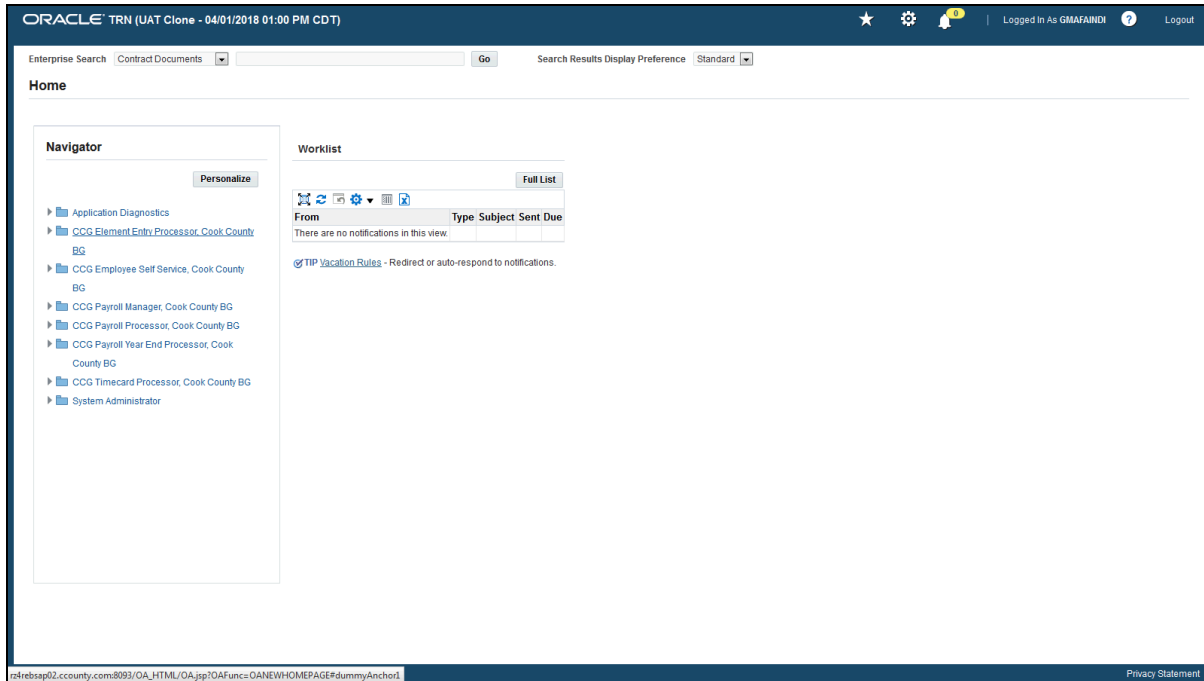 ORACLE TRN (UAT Clone - 04/01/2018 01:00 PM CDT)
0
Logged In As GMAFAINDI
?
Logout
Enterprise Search Contract Documents Go Search Results Display Preference Standard
Home
Navigator
Personalize
Application Diagnostics
CCG Element Entry Processor, Cook County
BG
CCG Employee Self Service, Cook County
BG
CCG Payroll Manager, Cook County BG
CCG Payroll Processor, Cook County BG
CCG Payroll Year End Processor, Cook
County BG
CCG Timecard Processor, Cook County BG
System Administrator
Worklist
Full List
From Type Subject Sent Due
There are no notifications in this view.
TIP Vacation Rules - Redirect or auto-respond to notifications.
rz4rebsap02.ccounty.com:8093/OA_HTML/OA.jsp?OAFunc=OANEWHOMEPAGE#dummyAnchor1
Privacy Statement